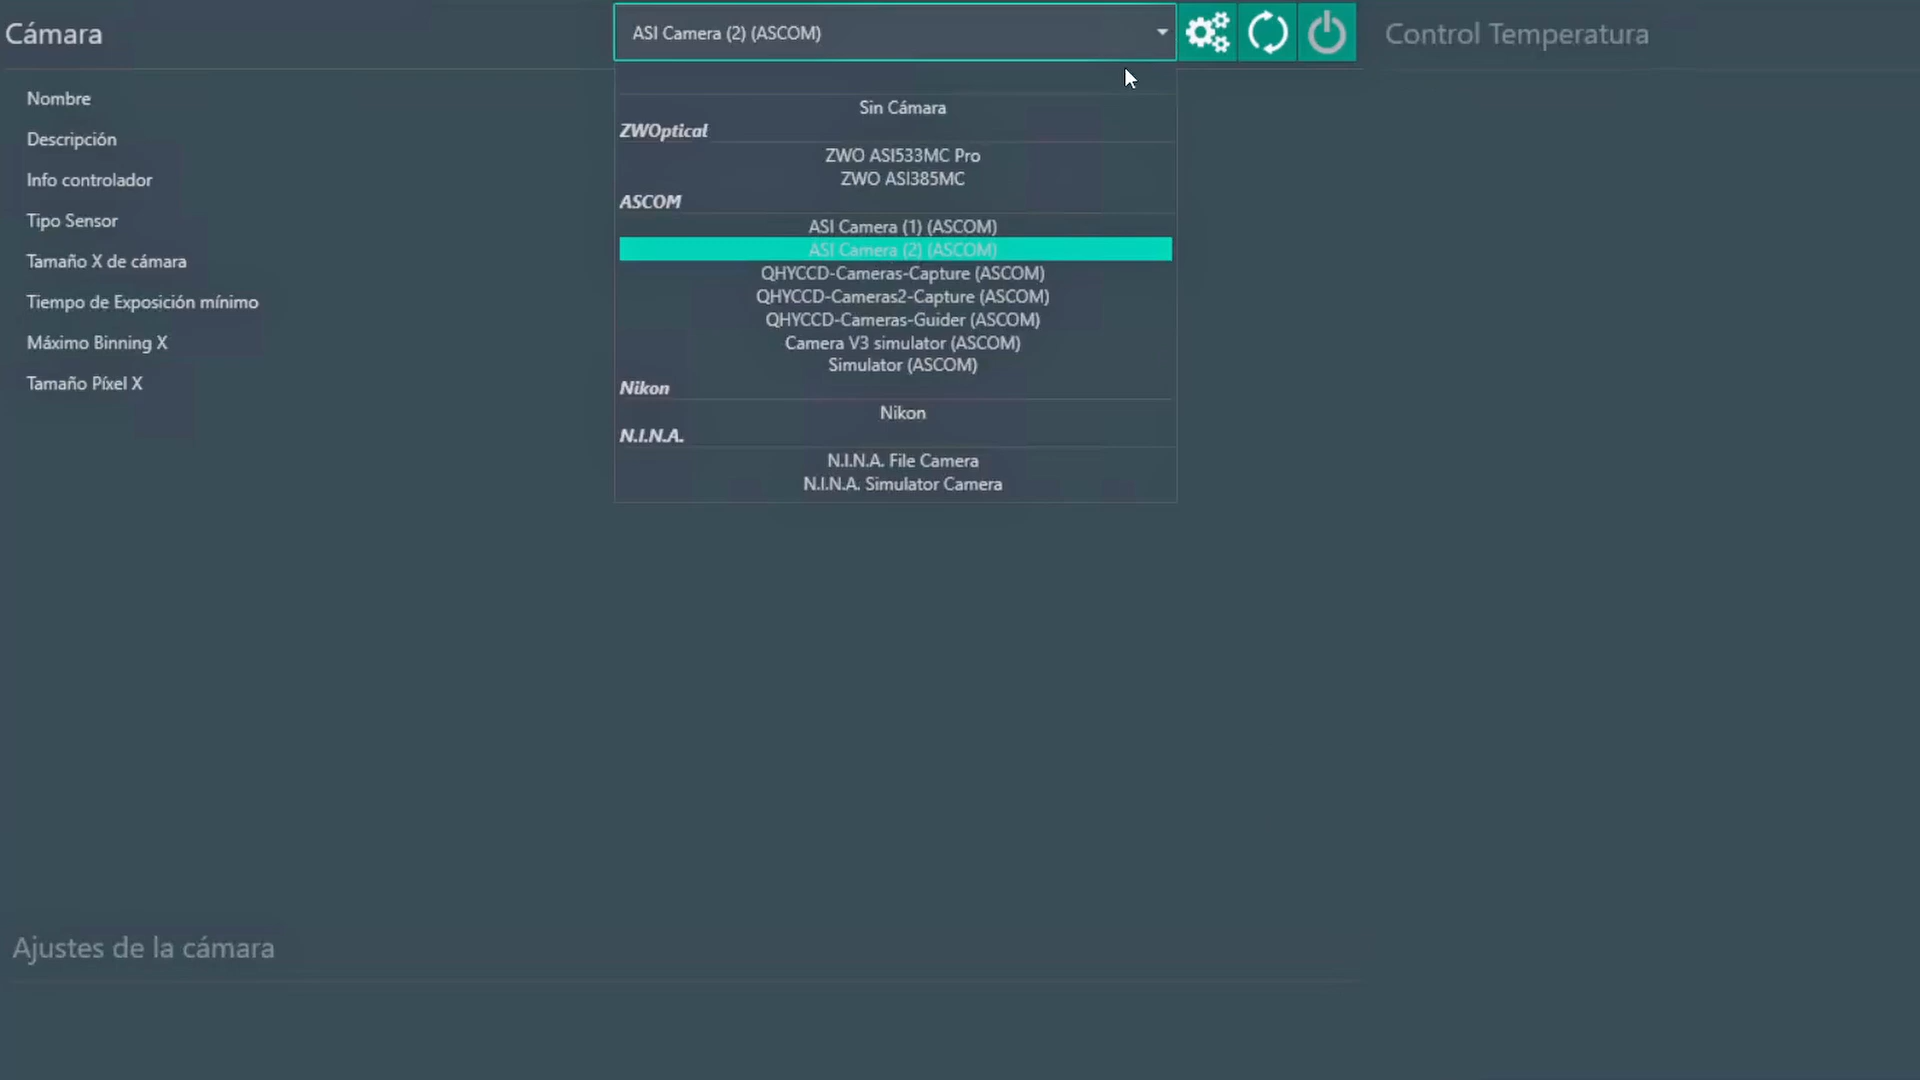 Cámara
ASI Camera (2) (ASCOM)
Control Temperatura
Nombre
Descripción
Info controlador
Tipo Sensor
Tamaño X de cámara
Tiempo de Exposición mínimo
Máximo Binning X
Tamaño Píxel X
Sin Cámara
ZWOptical
ZWO ASI533MC Pro
ZWO ASI385MC
ASCOM
ASI Camera (1) (ASCOM)
ASI Camera (2) (ASCOM)
QHYCCD-Cameras-Capture (ASCOM)
QHYCCD-Cameras2-Capture (ASCOM)
QHYCCD-Cameras-Guider (ASCOM)
Camera V3 simulator (ASCOM)
Simulator (ASCOM)
Nikon
Nikon
N.I.N.A.
N.I.N.A. File Camera
N.I.N.A. Simulator Camera
Ajustes de la cámara